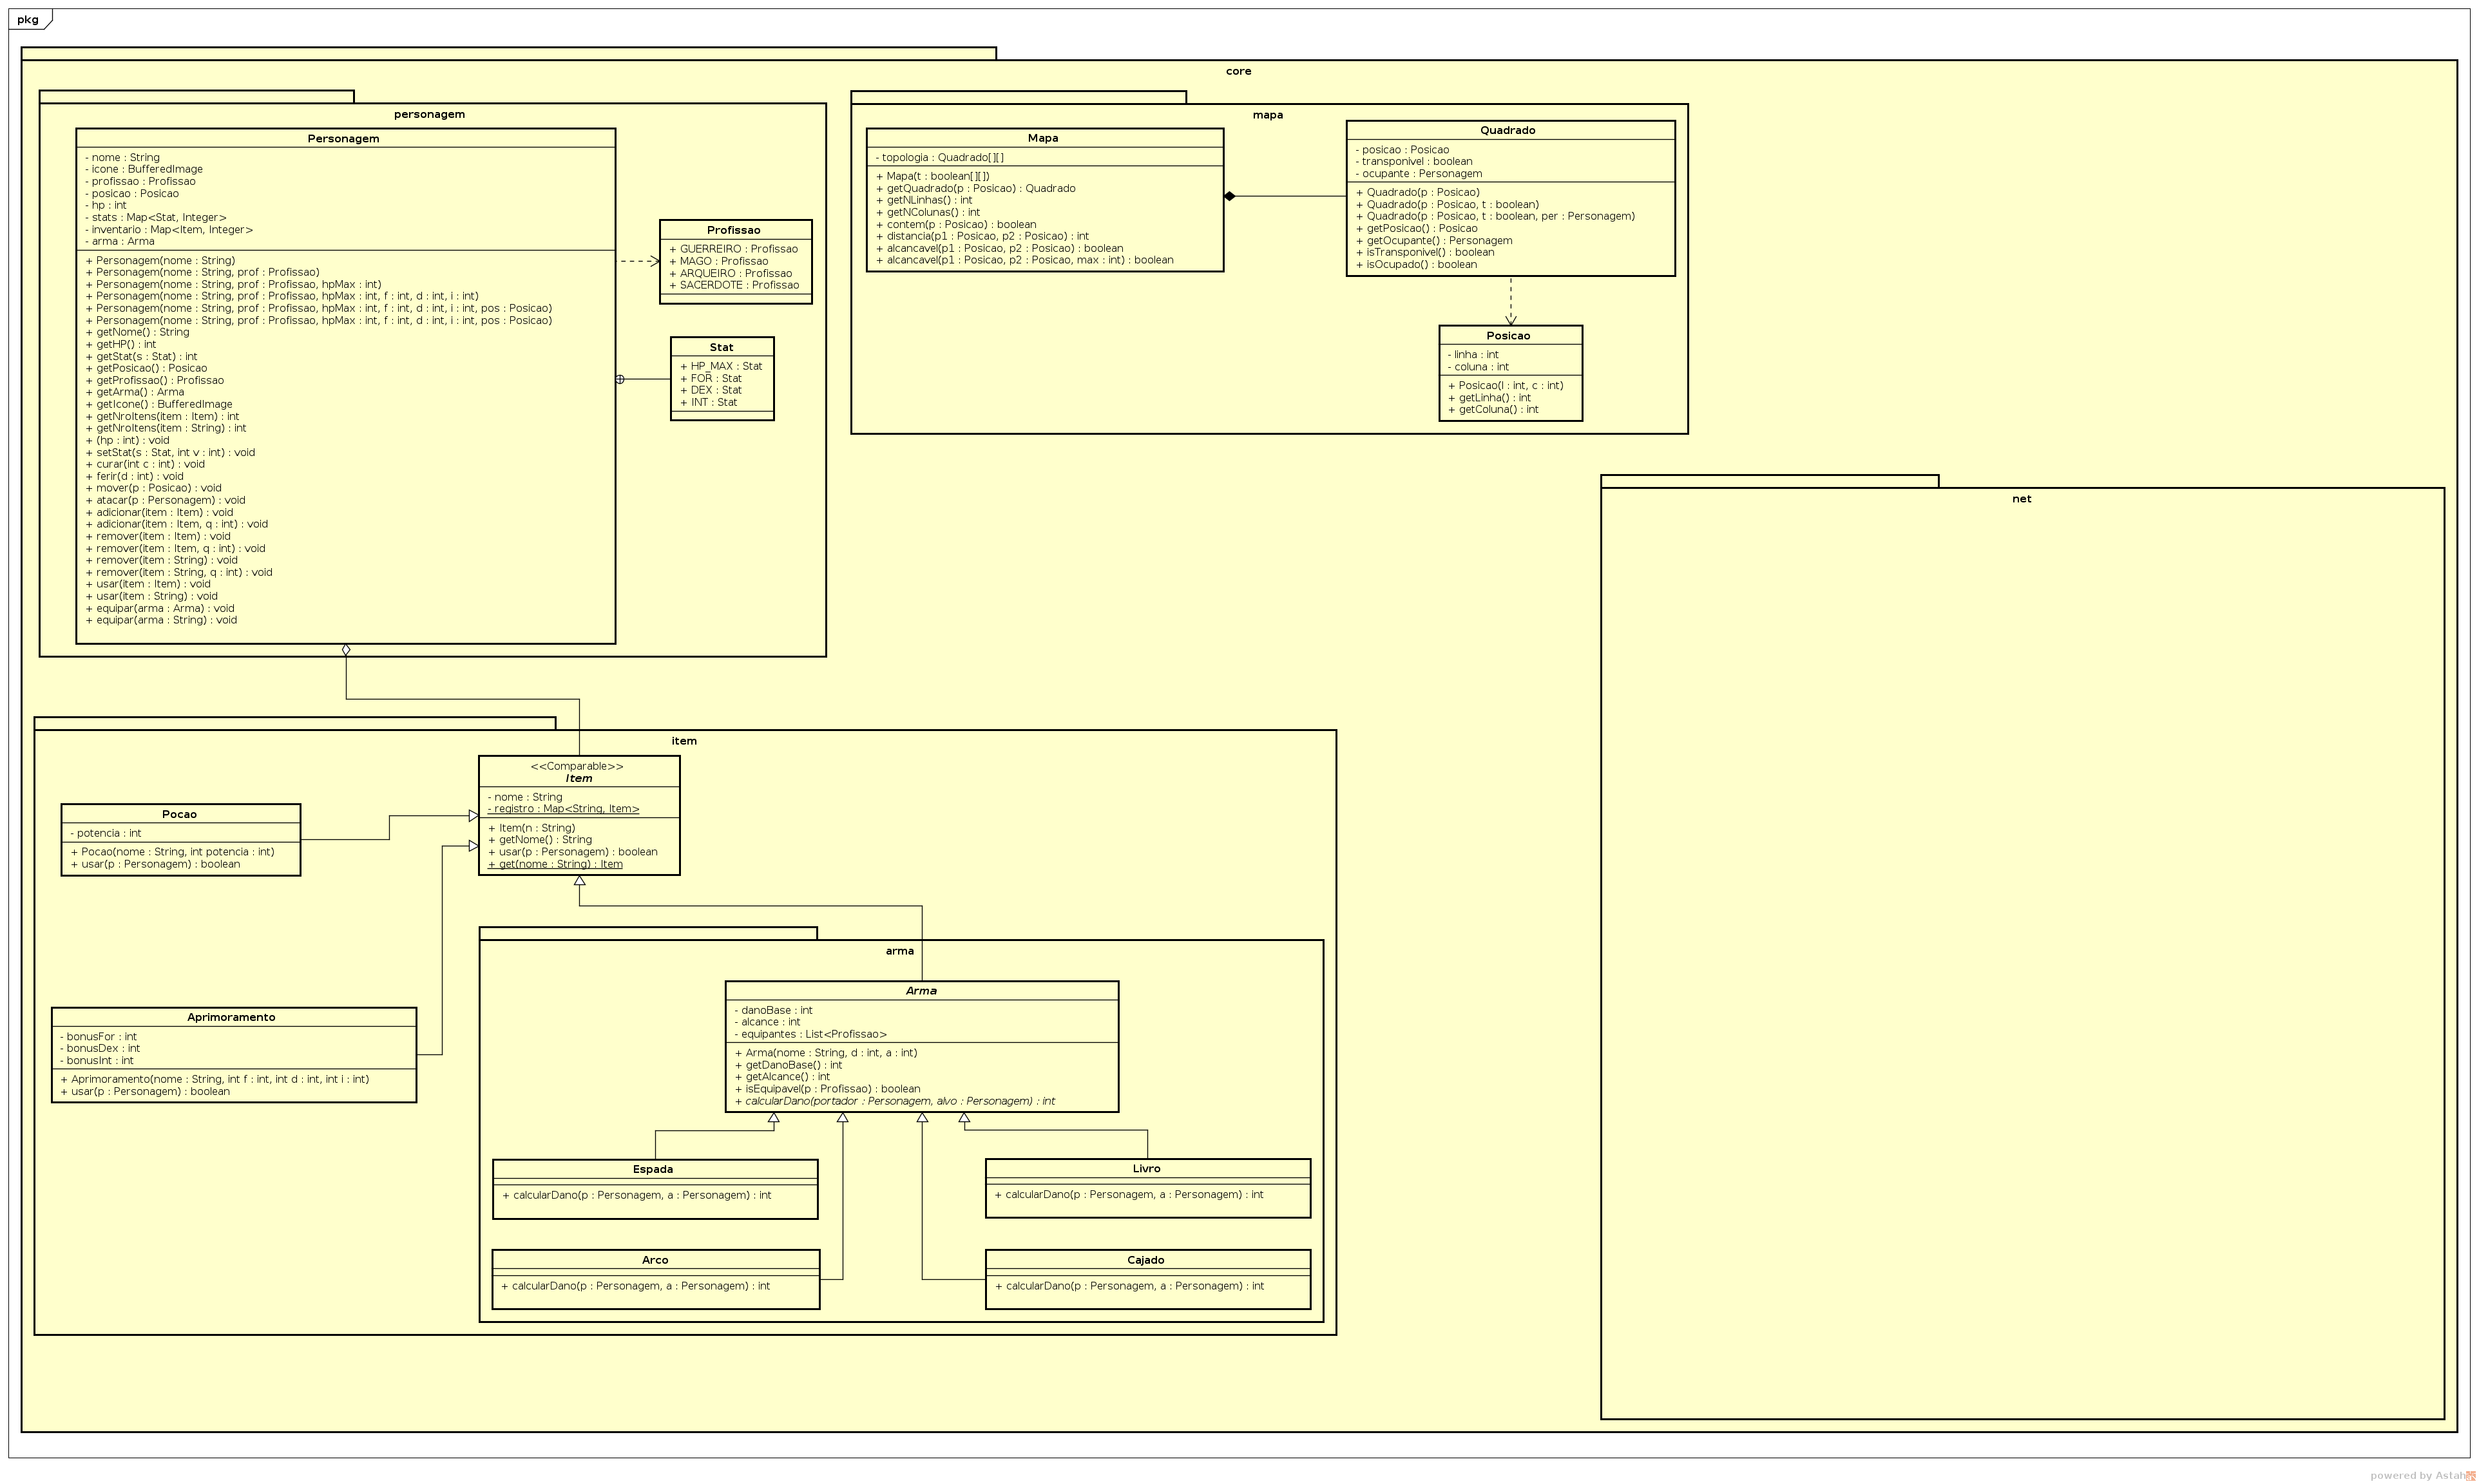 pkg
core
personagem
Personagem
- nome : String
- icone : BufferedImage
- profissao : Profissao
- posicao : Posicao
- hp : int
- stats : Map<Stat, Integer>
- inventario : Map<Item, Integer>
- arma : Arma
+ Personagem(nome : String)
+ Personagem(nome : String, prof : Profissao)
+ Personagem(nome : String, prof : Profissao, hpMax : int)
+ Personagem(nome : String, prof : Profissao, hpMax : int, f : int, d : int, i : int)
+ Personagem(nome : String, prof : Profissao, hpMax : int, f : int, d : int, i : int, pos : Posicao)
+ Personagem(nome : String, prof : Profissao, hpMax : int, f : int, d : int, i : int, pos : Posicao)
+ getNome() : String
+ getHP() : int
+ getStat(s : Stat) : int
+ getPosicao() : Posicao
+ getProfissao() : Profissao
+ getArma() : Arma
+ getIcone() : BufferedImage
+ getNroItens(item : Item) : int
+ getNroItens(item : String) : int
+ (hp : int) : void
+ setStat(s : Stat, int v : int) : void
+ curar(int c : int) : void
+ ferir(d : int) : void
+ mover(p : Posicao) : void
+ atacar(p : Personagem) : void
+ adicionar(item : Item) : void
+ adicionar(item : Item, q : int) : void
+ remover(item : Item) : void
+ remover(item : Item, q : int) : void
+ remover(item : String) : void
+ remover(item : String, q : int) : void
+ usar(item : Item) : void
+ usar(item : String) : void
+ equipar(arma : Arma) : void
+ equipar(arma : String) : void
Profissao
+ GUERREIRO : Profissao
+ MAGO : Profissao
+ ARQUEIRO : Profissao
+ SACERDOTE : Profissao
Stat
+ HP_MAX : Stat
+ FOR : Stat
+ DEX : Stat
+ INT : Stat
mapa
Mapa
- topologia : Quadrado[][]
+ Mapa(t : boolean[][])
+ getQuadrado(p : Posicao) : Quadrado
+ getNLinhas() : int
+ getNColunas() : int
+ contem(p : Posicao) : boolean
+ distancia(p1 : Posicao, p2 : Posicao) : int
+ alcancavel(p1 : Posicao, p2 : Posicao) : boolean
+ alcancavel(p1 : Posicao, p2 : Posicao, max : int) : boolean
Quadrado
- posicao : Posicao
- transponivel : boolean
- ocupante : Personagem
+ Quadrado(p : Posicao)
+ Quadrado(p : Posicao, t : boolean)
+ Quadrado(p : Posicao, t : boolean, per : Personagem)
+ getPosicao() : Posicao
+ getOcupante() : Personagem
+ isTransponivel() : boolean
+ isOcupado() : boolean
Posicao
- linha : int
- coluna : int
+ Posicao(l : int, c : int)
+ getLinha() : int
+ getColuna() : int
net
item
<<Comparable>>
Item
- nome : String
- registro : Map<String, Item>
+ Item(n : String)
+ getNome() : String
+ usar(p : Personagem) : boolean
+ get(nome : String) : Item
Pocao
- potencia : int
+ Pocao(nome : String, int potencia : int)
+ usar(p : Personagem) : boolean
Aprimoramento
- bonusFor : int
- bonusDex : int
- bonusInt : int
+ Aprimoramento(nome : String, int f : int, int d : int, int i : int)
+ usar(p : Personagem) : boolean
arma
Arma
- danoBase : int
- alcance : int
- equipantes : List<Profissao>
+ Arma(nome : String, d : int, a : int)
+ getDanoBase() : int
+ getAlcance() : int
+ isEquipavel(p : Profissao) : boolean
+ calcularDano(portador : Personagem, alvo : Personagem) : int
Espada
+ calcularDano(p : Personagem, a : Personagem) : int
Livro
+ calcularDano(p : Personagem, a : Personagem) : int
Arco
+ calcularDano(p : Personagem, a : Personagem) : int
Cajado
+ calcularDano(p : Personagem, a : Personagem) : int
powered by Astah